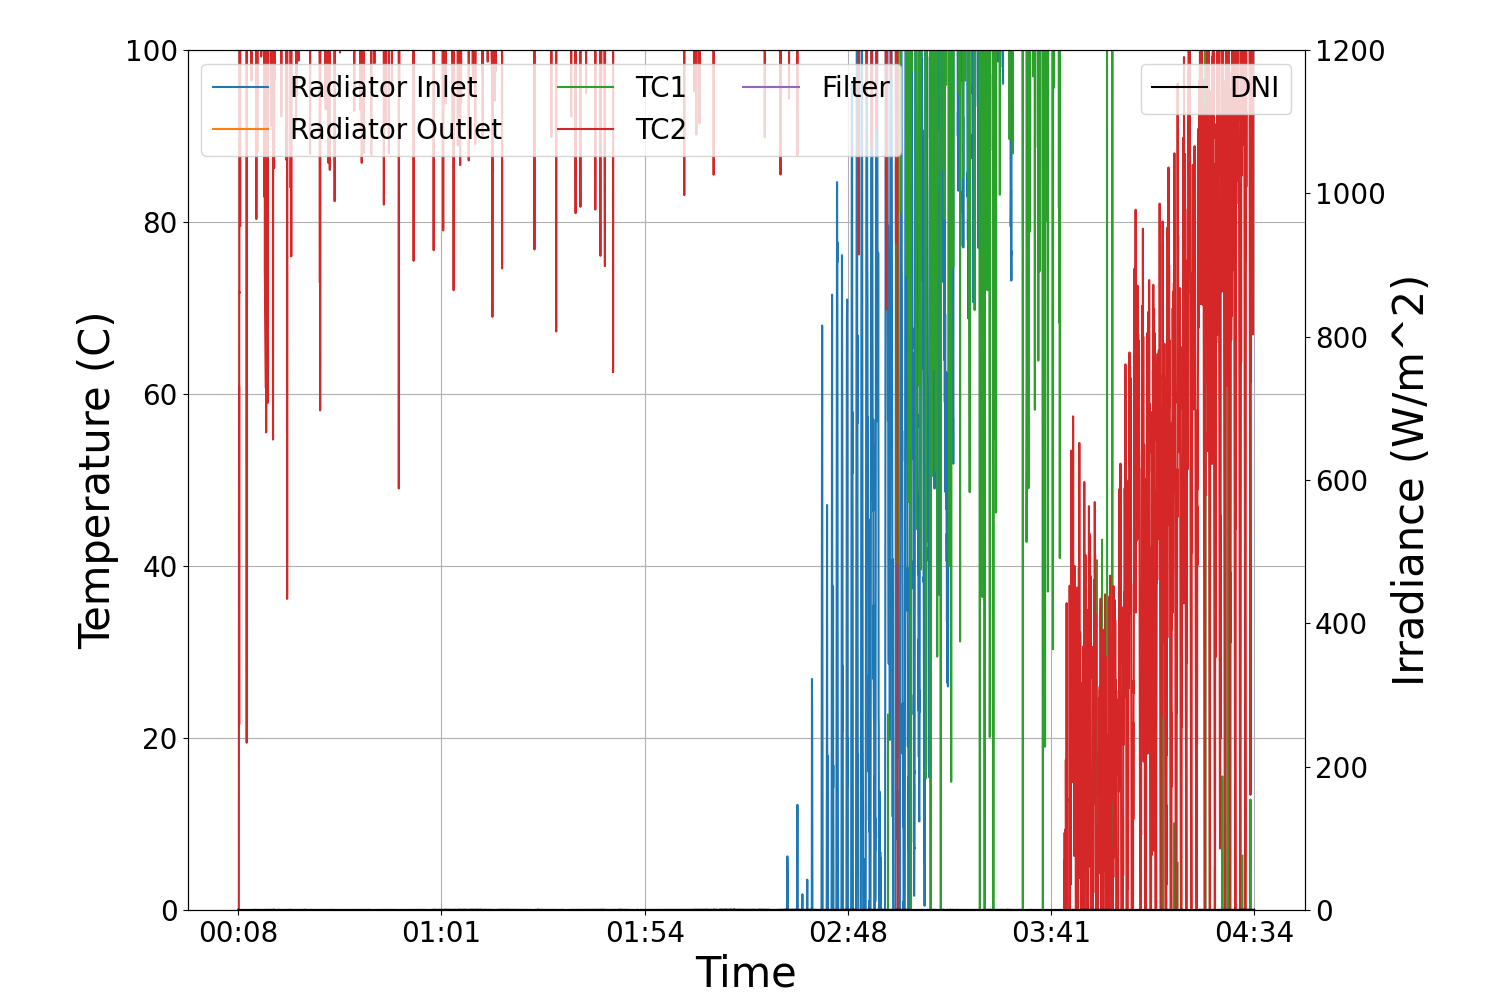 Radiator Inlet
Radiator Outlet
TC1
TC2
Filter
DNI
Temperature (C)
100
80
60
40
20
0
1200
1000
800
600
400
200
0
Irradiance (W/m^2)
00:08 01:01 01:54 02:48 03:41 04:34
Time